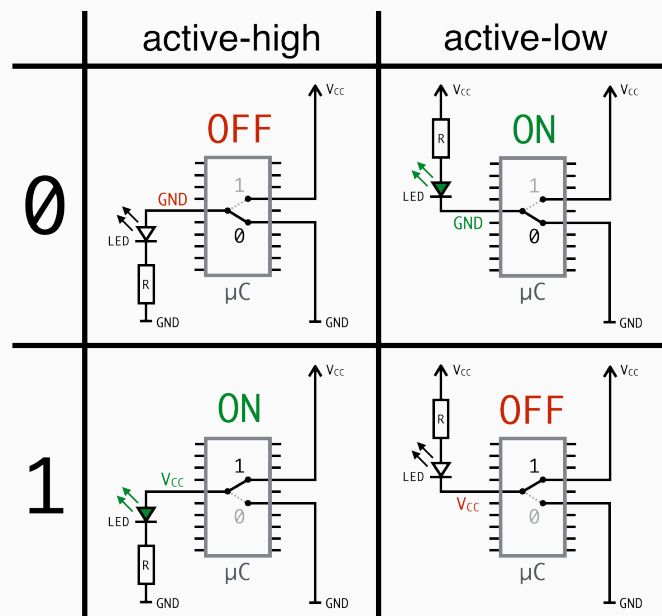 active-high
active-low
0
OFF
VCC
1
GND
0
LED
R
GND
GND
µC
VCC
VCC
R
ON
LED
1
GND
0
GND
µC
1
ON
VCC
1
VCC
0
LED
R
GND
GND
µC
VCC
VCC
R
OFF
LED
1
VCC
0
GND
µC